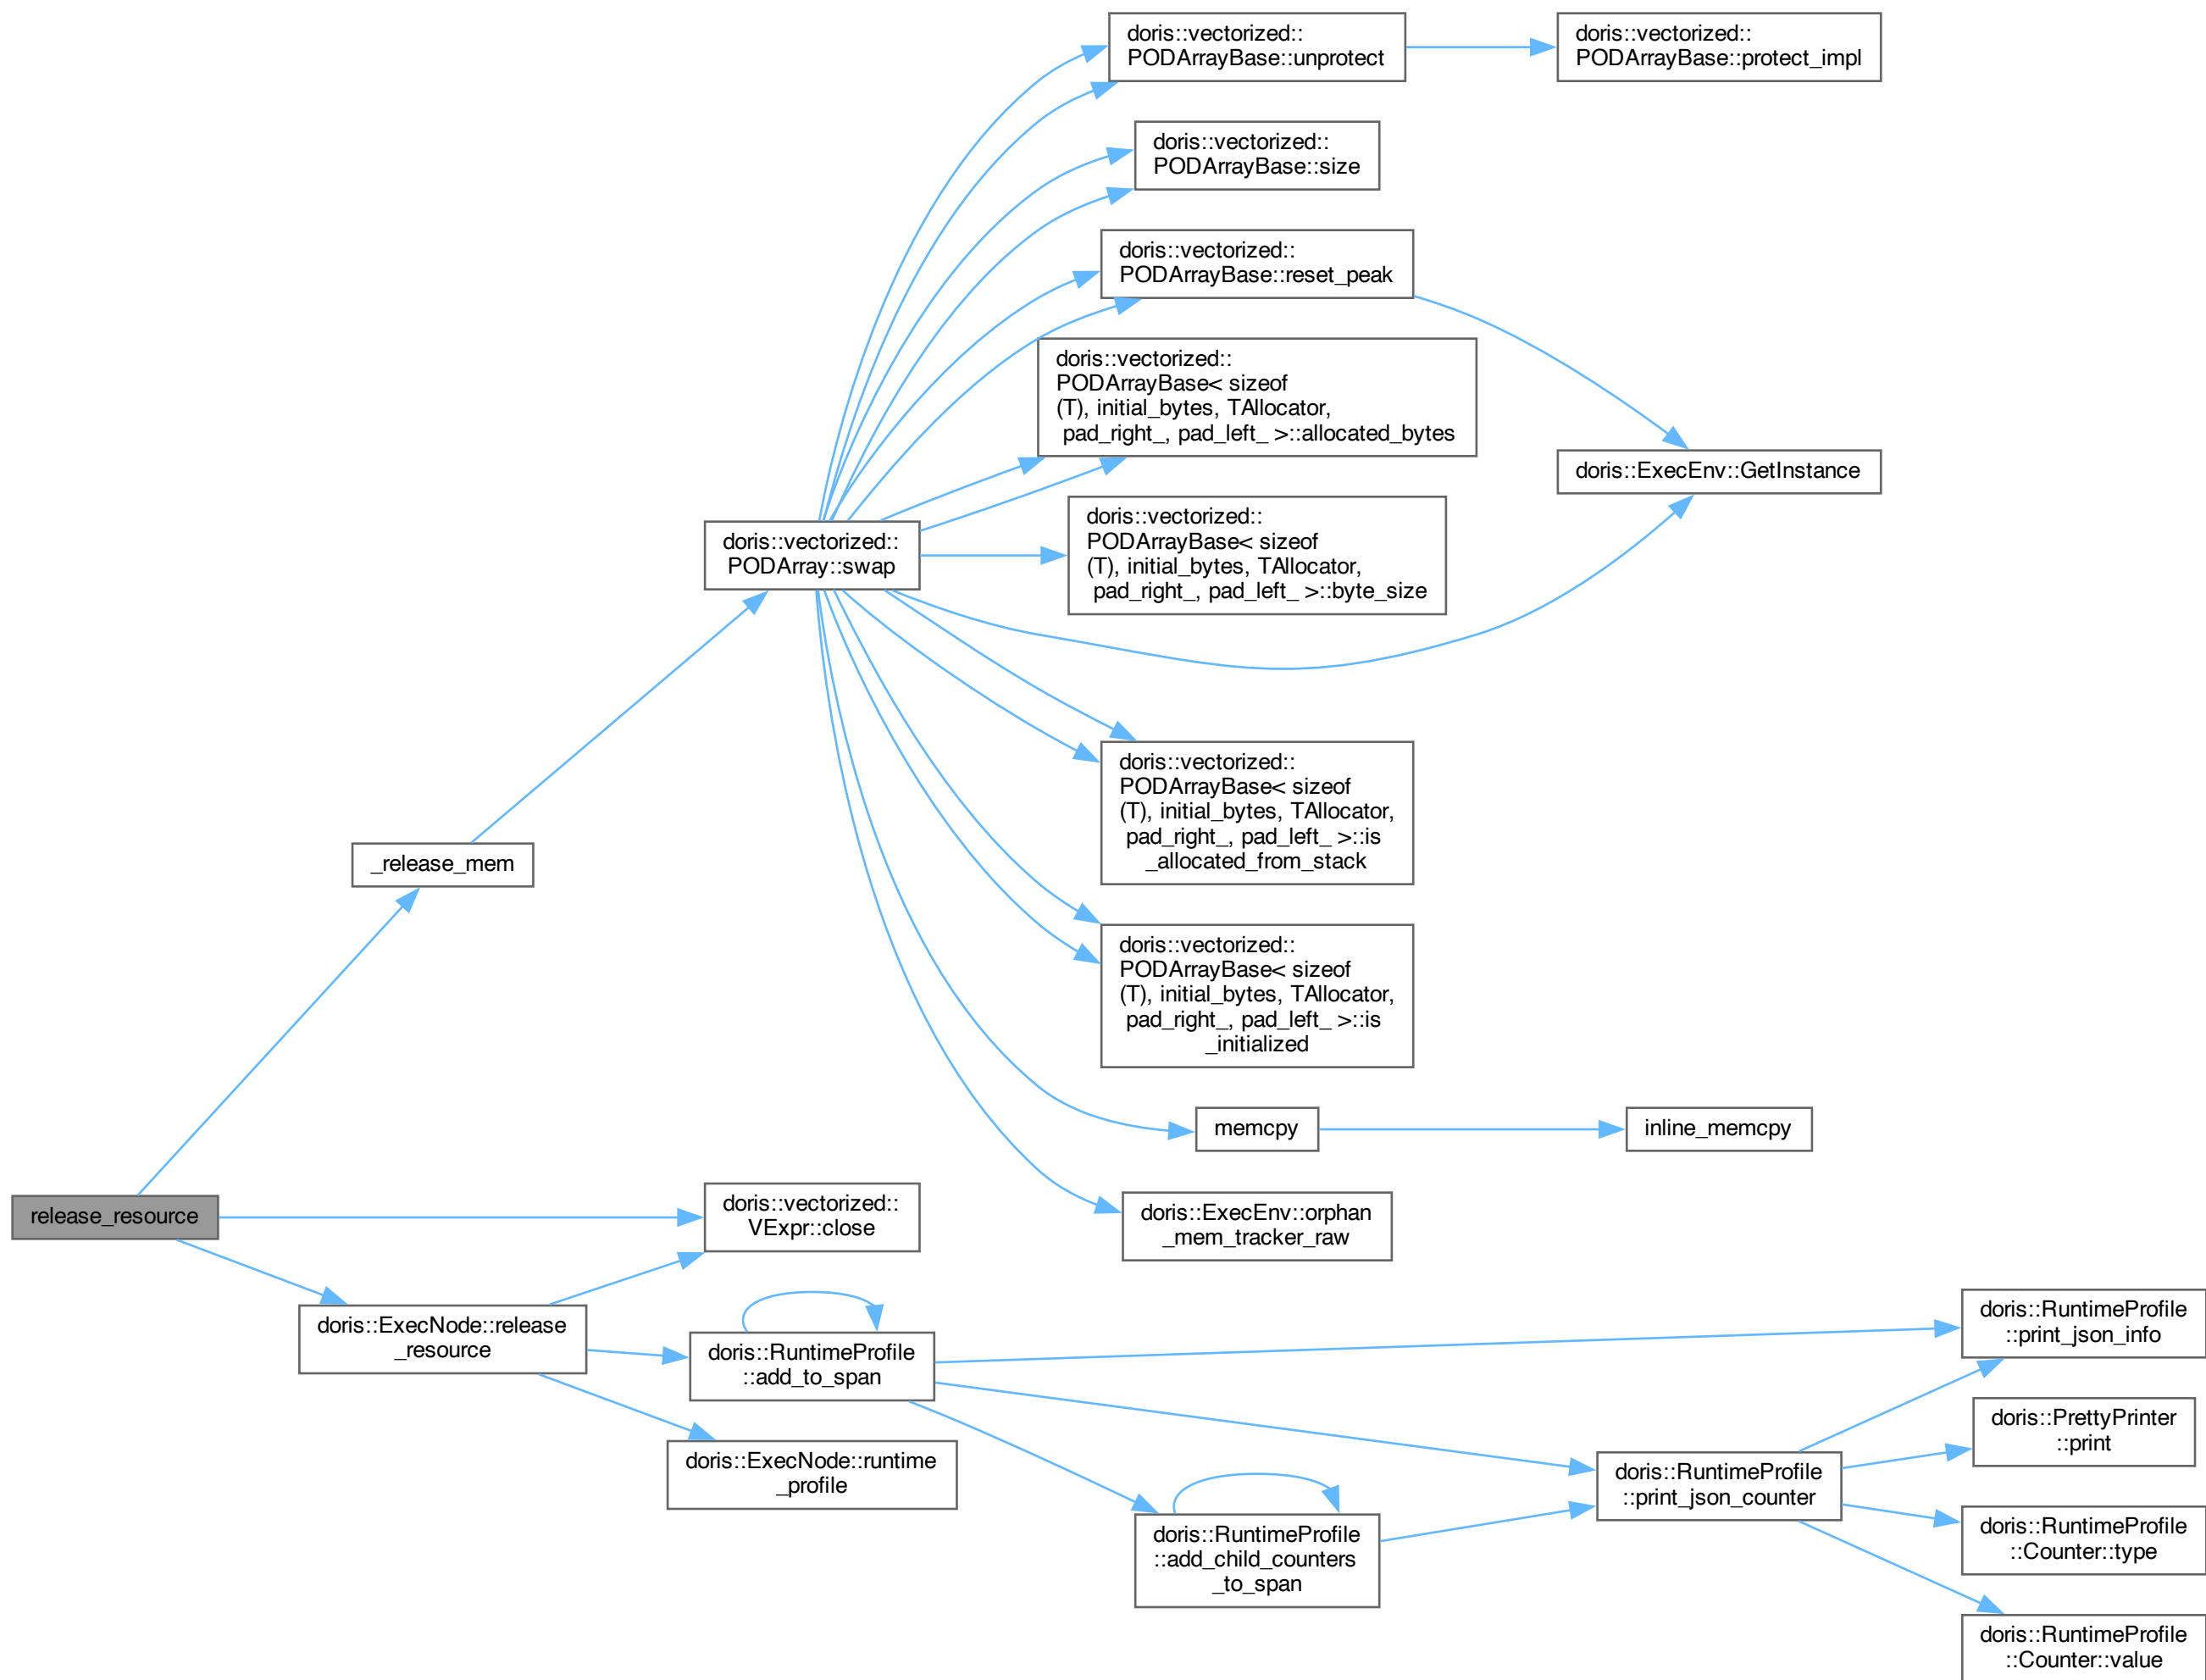 doris::vectorized::
PODArrayBase::unprotect
doris::vectorized::
PODArrayBase::protect_impl
doris::vectorized::
PODArrayBase::size
doris::vectorized::
PODArrayBase::reset_peak
doris::vectorized::
PODArrayBase< sizeof
(T), initial_bytes, TAllocator,
pad_right_, pad_left_ >::allocated_bytes
doris::ExecEnv::GetInstance
doris::vectorized::
PODArray::swap
doris::vectorized::
PODArrayBase< sizeof
(T), initial_bytes, TAllocator,
pad_right_, pad_left_ >::byte_size
doris::vectorized::
PODArrayBase< sizeof
(T), initial_bytes, TAllocator,
pad_right_, pad_left_ >::is
_allocated_from_stack
_release_mem
doris::vectorized::
PODArrayBase< sizeof
(T), initial_bytes, TAllocator,
pad_right_, pad_left_ >::is
_initialized
memcpy
inline_memcpy
release_resource
doris::vectorized::
VExpr::close
doris::ExecEnv::orphan
_mem_tracker_raw
doris::ExecNode::release
_resource
doris::RuntimeProfile
::add_to_span
doris::RuntimeProfile
::print_json_info
doris::ExecNode::runtime
_profile
doris::PrettyPrinter
::print
doris::RuntimeProfile
::print_json_counter
doris::RuntimeProfile
::add_child_counters
_to_span
doris::RuntimeProfile
::Counter::type
doris::RuntimeProfile
::Counter::value